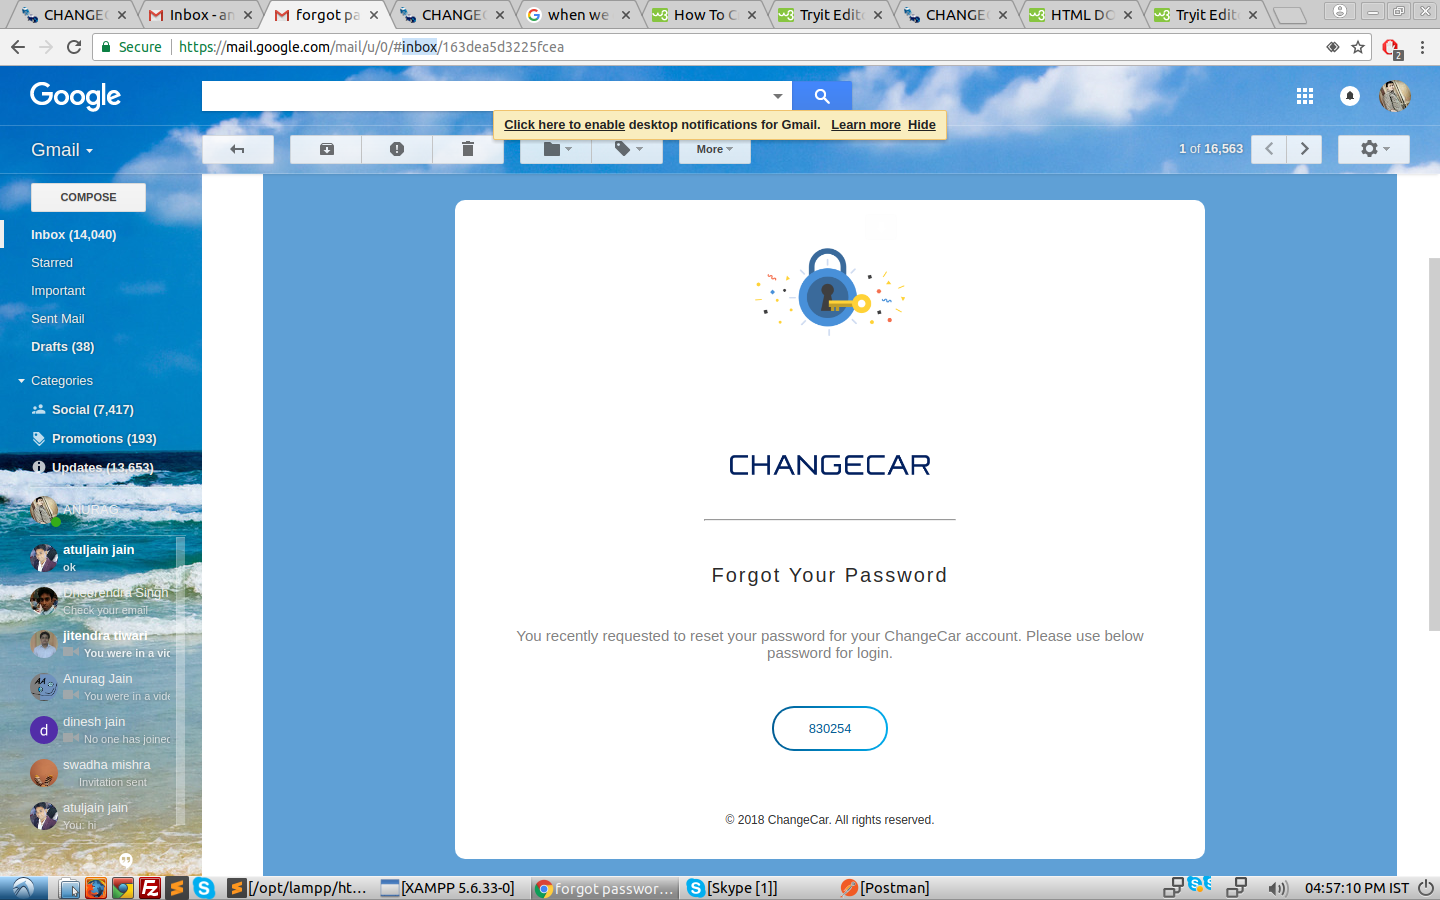 CHANGEC
Inbox - an
forgot pa
CHANGEC
when we
How To C
Tryit Edit
CHANGEC
HTML DO
Tryit Edit
Secure
https://mail.google.com/mail/u/0/#inbox/163dea5d3225fcea
2
Google
Click here to enable desktop notifications for Gmail. Learn more Hide
Gmail
More
1 of 16,563
COMPOSE
Inbox (14,040)
Starred
Important
Sent Mail
Drafts (38)
Categories
Social (7,417)
Promotions (193)
Updates (13,653)
ANURAG
atuljain jain
ok
Dheerendra Singh
Check your email
jitendra tiwari
You were in a vid
Anurag Jain
You were in a vide
d
dinesh jain
No one has joined
swadha mishra
Invitation sent
atuljain jain
You: hi
CHANGECAR
Forgot Your Password
You recently requested to reset your password for your ChangeCar account. Please use below
password for login.
830254
© 2018 ChangeCar. All rights reserved.
[/opt/lampp/ht...
[XAMPP 5.6.33-0]
forgot passwor...
[Skype [1]]
[Postman]
04:57:10 PM IST